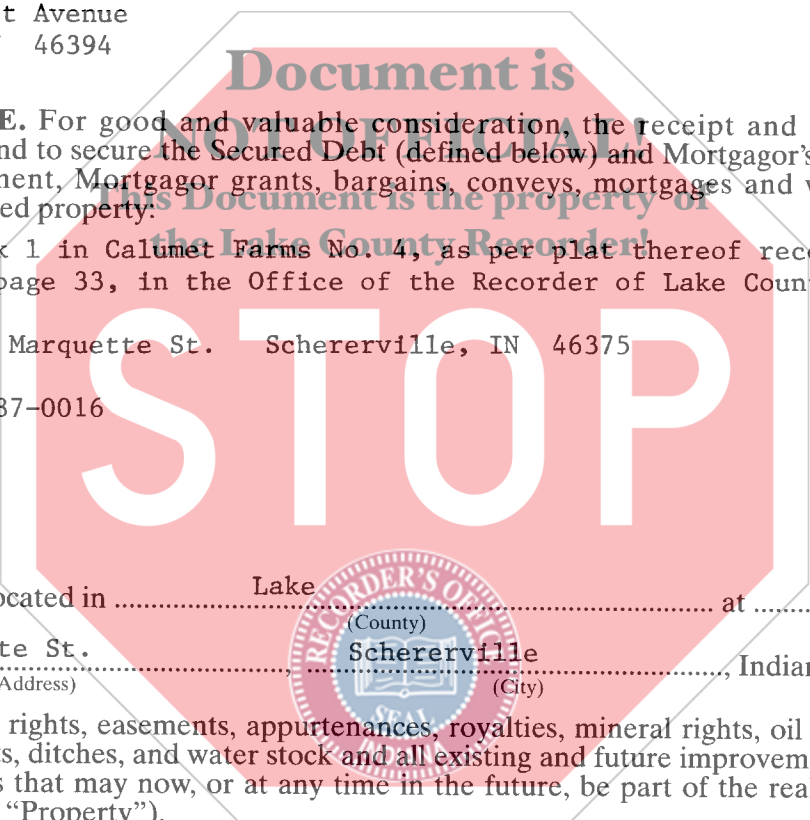 t Avenue
46394
Document is
NOT OFFICIAL!
E. For good and valuable consideration, the receipt and
nd to secure the Secured Debt (defined below) and Mortgagor's
ment, Mortgagor grants, bargains, conveys, mortgages and
This Document is the property of
ed property:
the Lake County Recorder!
k 1 in Calumet Farms No. 4, as per plat thereof rec
page 33, in the Office of the Recorder of Lake Coun
Marquette St. Schererville, IN 46375
STOP
87-0016
ocated in Lake at
(County)
te St. , Schererville , Indian
Address) (City)
RECORDER'S OFFICE
SEAL
INDIANA
rights, easements, appurtenances, royalties, mineral rights, oil
ts, ditches, and water stock and all existing and future improvem
s that may now, or at any time in the future, be part of the rea
"Property").